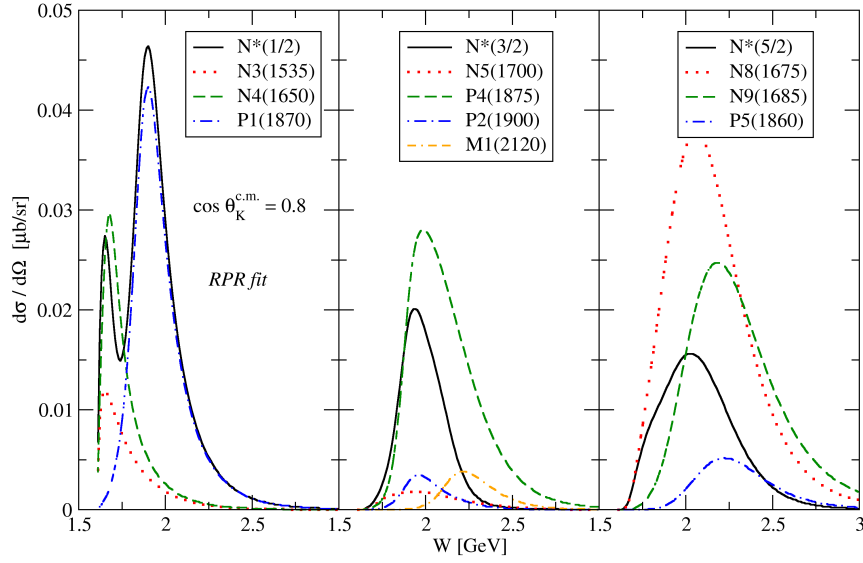 0.05
0.04
0.03
0.02
0.01
0
dσ / dΩ [μb/sr]
N*(1/2)
N3(1535)
N4(1650)
P1(1870)
cos θ_K^c.m. = 0.8
RPR fit
N*(3/2)
N5(1700)
P4(1875)
P2(1900)
M1(2120)
N*(5/2)
N8(1675)
N9(1685)
P5(1860)
1.5 2 2.5 1.5 2 2.5 1.5 2 2.5 3
W [GeV]